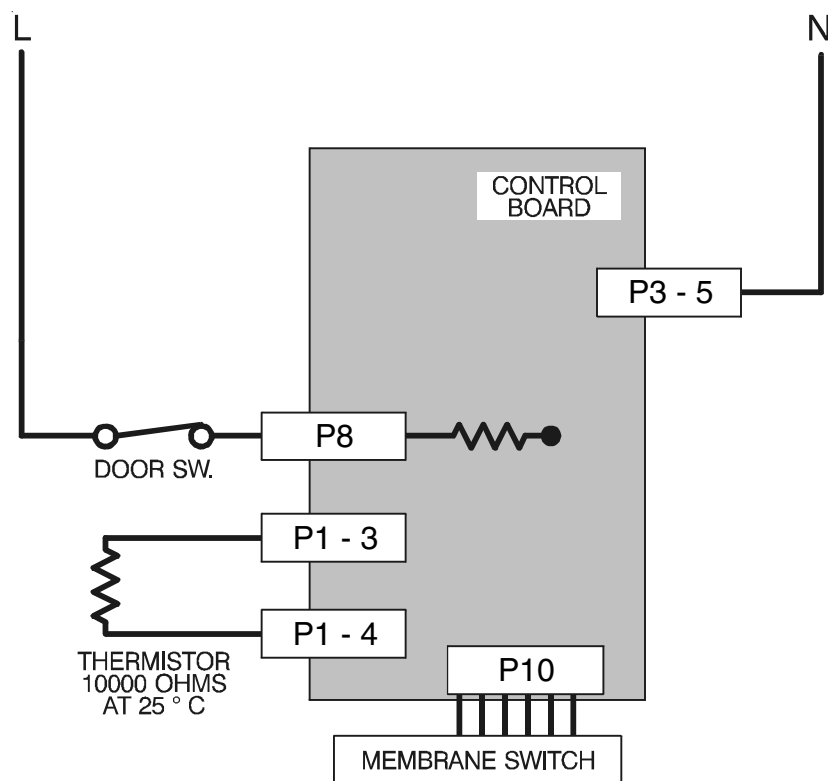 L
N
CONTROL
BOARD
P3 - 5
P8
DOOR SW.
P1 - 3
P1 - 4
THERMISTOR
10000 OHMS
AT 25 ° C
P10
MEMBRANE SWITCH